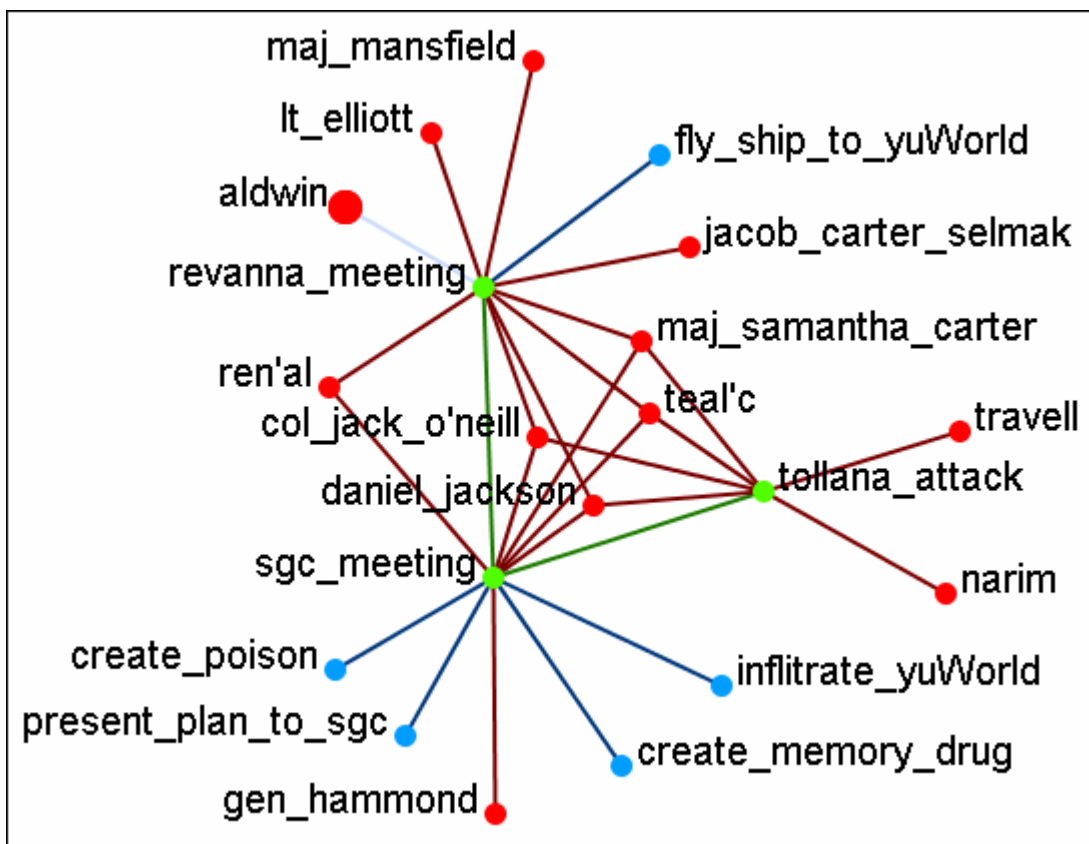 maj_mansfield
lt_elliott
fly_ship_to_yuWorld
aldwin
jacob_carter_selmak
revanna_meeting
maj_samantha_carter
ren'al
teal'c
col_jack_o'neill
travell
tollana_attack
daniel_jackson
sgc_meeting
narim
create_poison
inflitrate_yuWorld
present_plan_to_sgc
create_memory_drug
gen_hammond